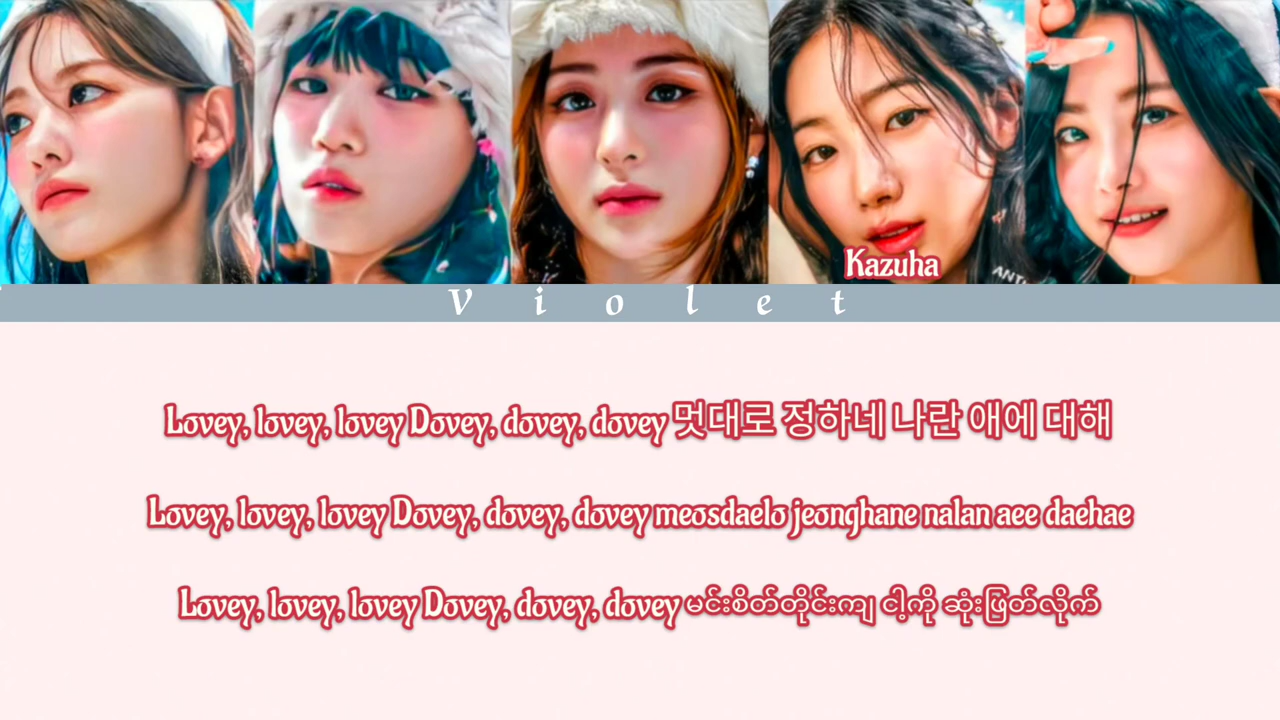 Kazuha
ANT
Violet
Lovey, lovey, lovey Dovey, dovey, dovey 멋대로 정하네 나란 애에 대해
Lovey, lovey, lovey Dovey, dovey, dovey meosdaelo jeonghane nalan aee daehae
Lovey, lovey, lovey Dovey, dovey, dovey မင်းစိတ်တိုင်းကျ ငါ့ကို ဆုံးဖြတ်လိုက်